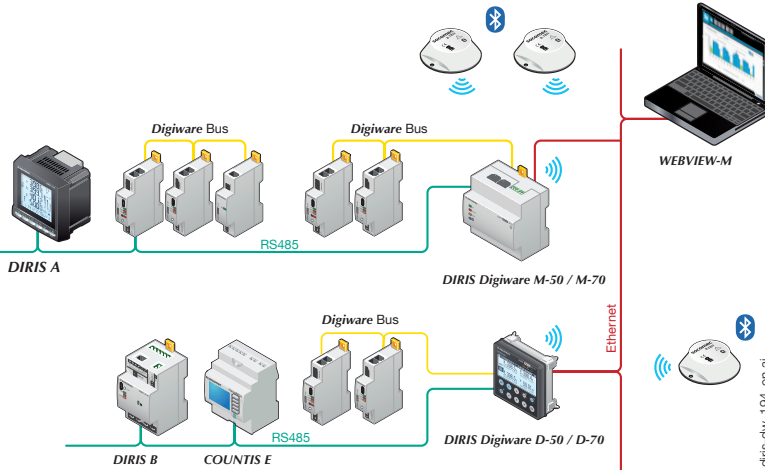 Digiware Bus
Digiware Bus
WEBVIEW-M
RS485
DIRIS A
DIRIS Digiware M-50 / M-70
Ethernet
Digiware Bus
RS485
DIRIS B
COUNTIS E
DIRIS Digiware D-50 / D-70